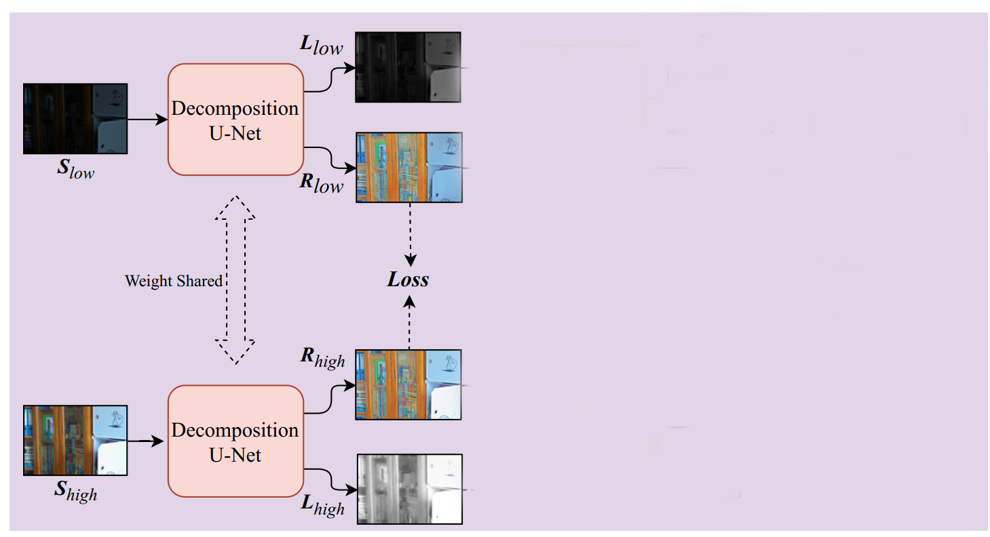 L_low
Decomposition
U-Net
S_low
R_low
Weight Shared
Loss
R_high
Decomposition
U-Net
S_high
L_high